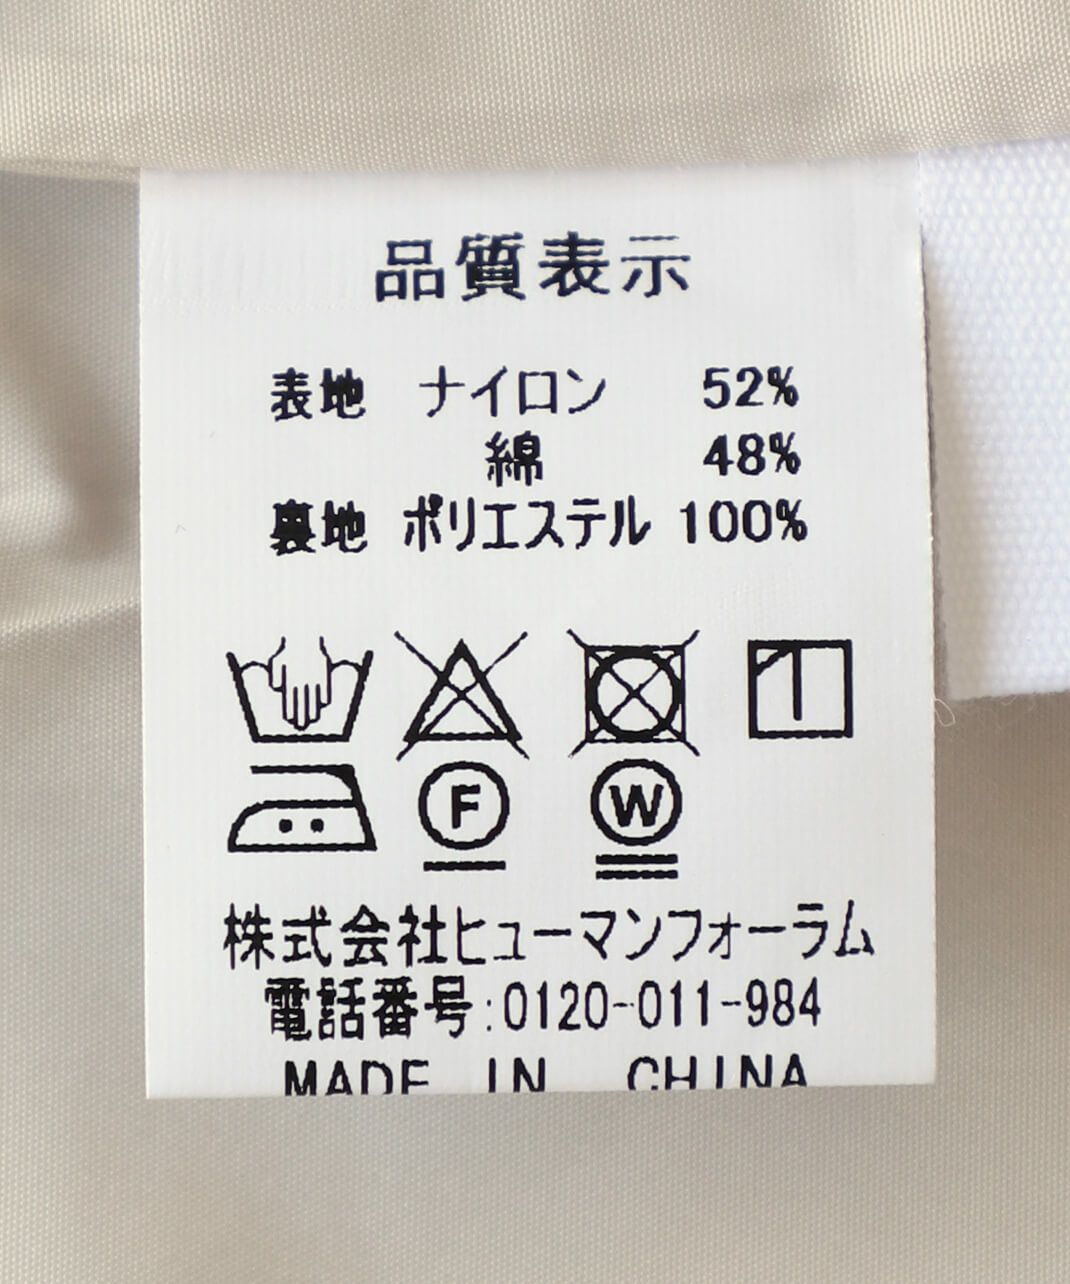 品質表示
表地 ナイロン 52%
綿 48%
裏地 ポリエステル 100%
F W
株式会社ヒューマンフォーラム
電話番号:0120-011-984
MADE IN CHINA